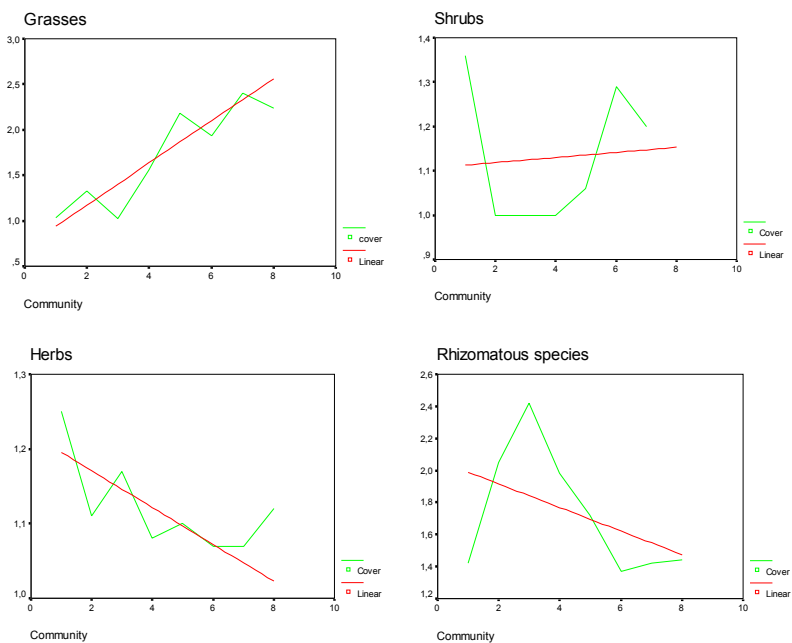 Grasses
3,0
2,5
2,0
1,5
1,0
,5
0 2 4 6 8 10
cover
Linear
Community
Shrubs
1,4
1,3
1,2
1,1
1,0
,9
0 2 4 6 8 10
Cover
Linear
Community
Herbs
1,3
1,2
1,1
1,0
0 2 4 6 8 10
Cover
Linear
Community
Rhizomatous species
2,6
2,4
2,2
2,0
1,8
1,6
1,4
1,2
0 2 4 6 8 10
Cover
Linear
Community